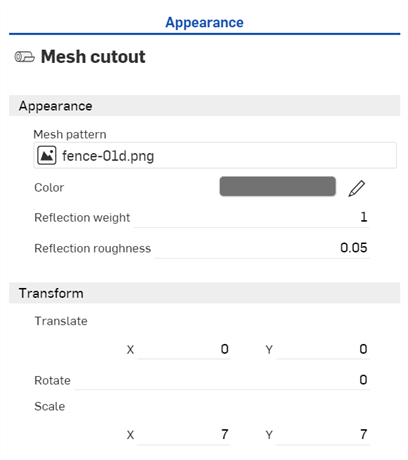 Appearance
Mesh cutout
Appearance
Mesh pattern
fence-01d.png
Color
Reflection weight 1
Reflection roughness 0.05
Transform
Translate
X 0 Y 0
Rotate 0
Scale
X 7 Y 7